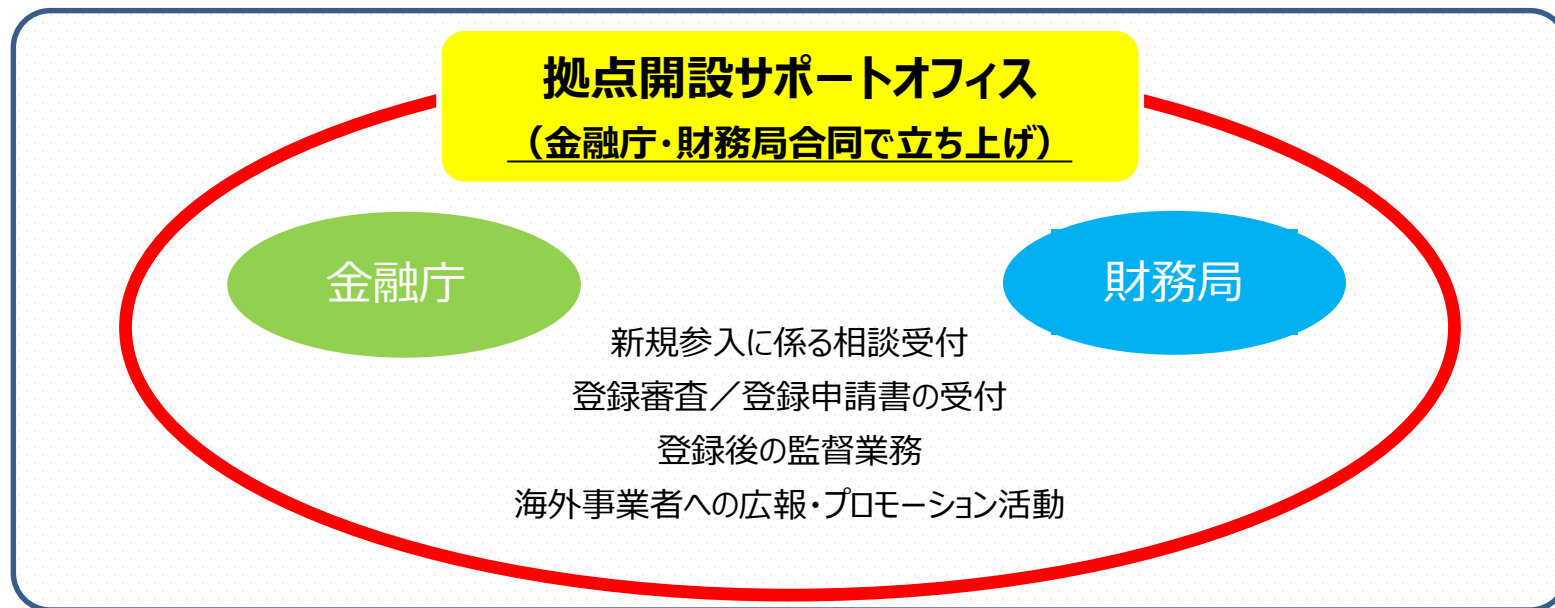 拠点開設サポートオフィス
（金融庁・財務局合同で立ち上げ）
金融庁
財務局
新規参入に係る相談受付
登録審査／登録申請書の受付
登録後の監督業務
海外事業者への広報・プロモーション活動